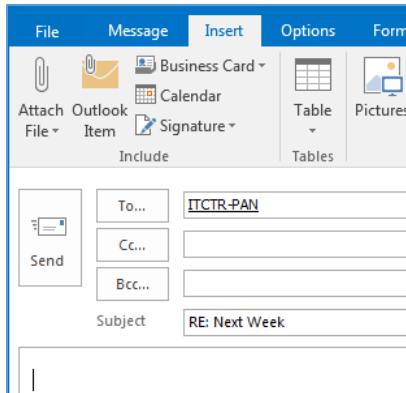 File Message Insert Options Form
Attach File Outlook Item Business Card Calendar Signature Table Pictures
Include Tables
Send
To... ITCTR-PAN
Cc...
Bcc...
Subject RE: Next Week